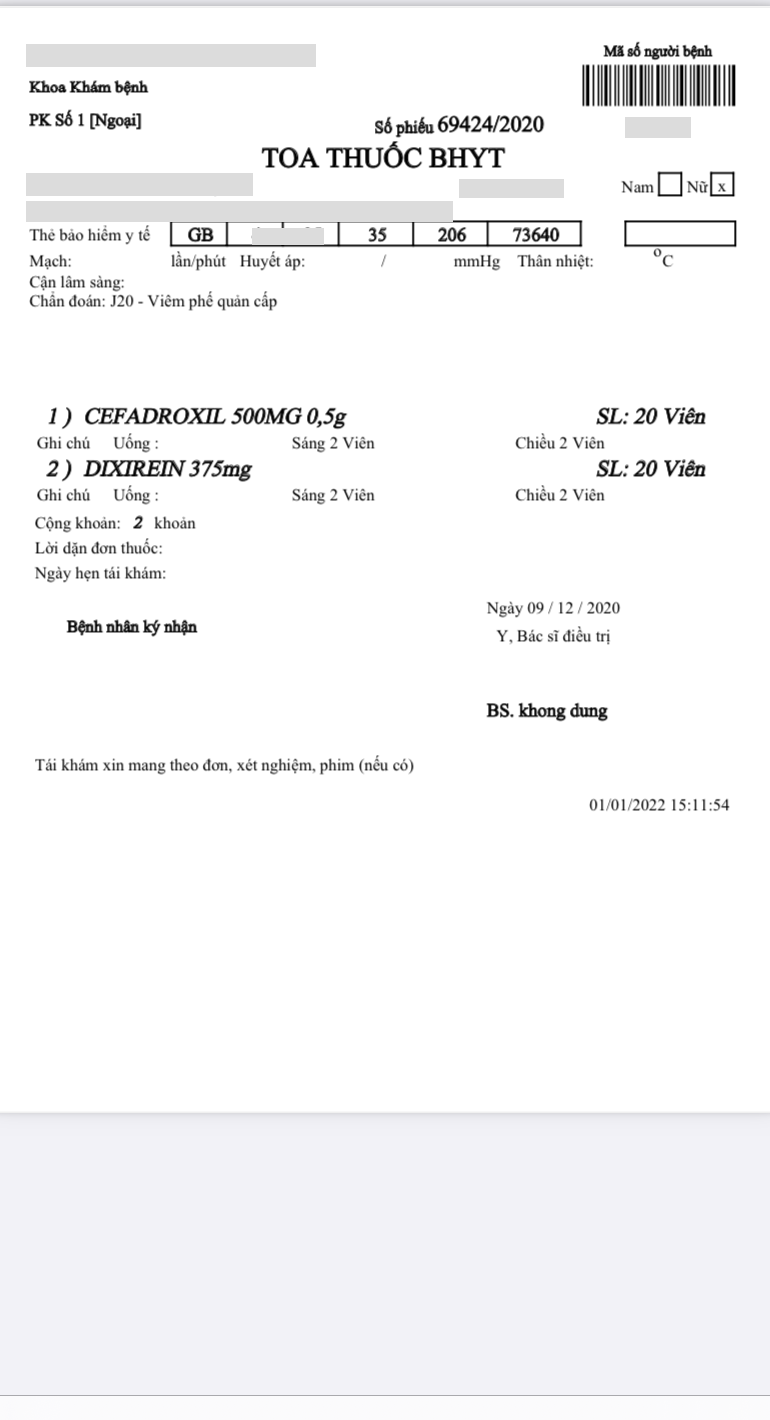 Mã số người bệnh
Khoa Khám bệnh
PK Số 1 [Ngoại]
Số phiếu 69424/2020
TOA THUỐC BHYT
Nam Nữ x
Thẻ bảo hiểm y tế GB 35 206 73640
Mạch: lần/phút Huyết áp: / mmHg Thân nhiệt: °C
Cận lâm sàng:
Chẩn đoán: J20 - Viêm phế quản cấp
1 ) CEFADROXIL 500MG 0,5g SL: 20 Viên
Ghi chú Uống : Sáng 2 Viên Chiều 2 Viên
2 ) DIXIREIN 375mg SL: 20 Viên
Ghi chú Uống : Sáng 2 Viên Chiều 2 Viên
Cộng khoản: 2 khoản
Lời dặn đơn thuốc:
Ngày hẹn tái khám:
Ngày 09 / 12 / 2020
Bệnh nhân ký nhận
Y, Bác sĩ điều trị
BS. khong dung
Tái khám xin mang theo đơn, xét nghiệm, phim (nếu có)
01/01/2022 15:11:54